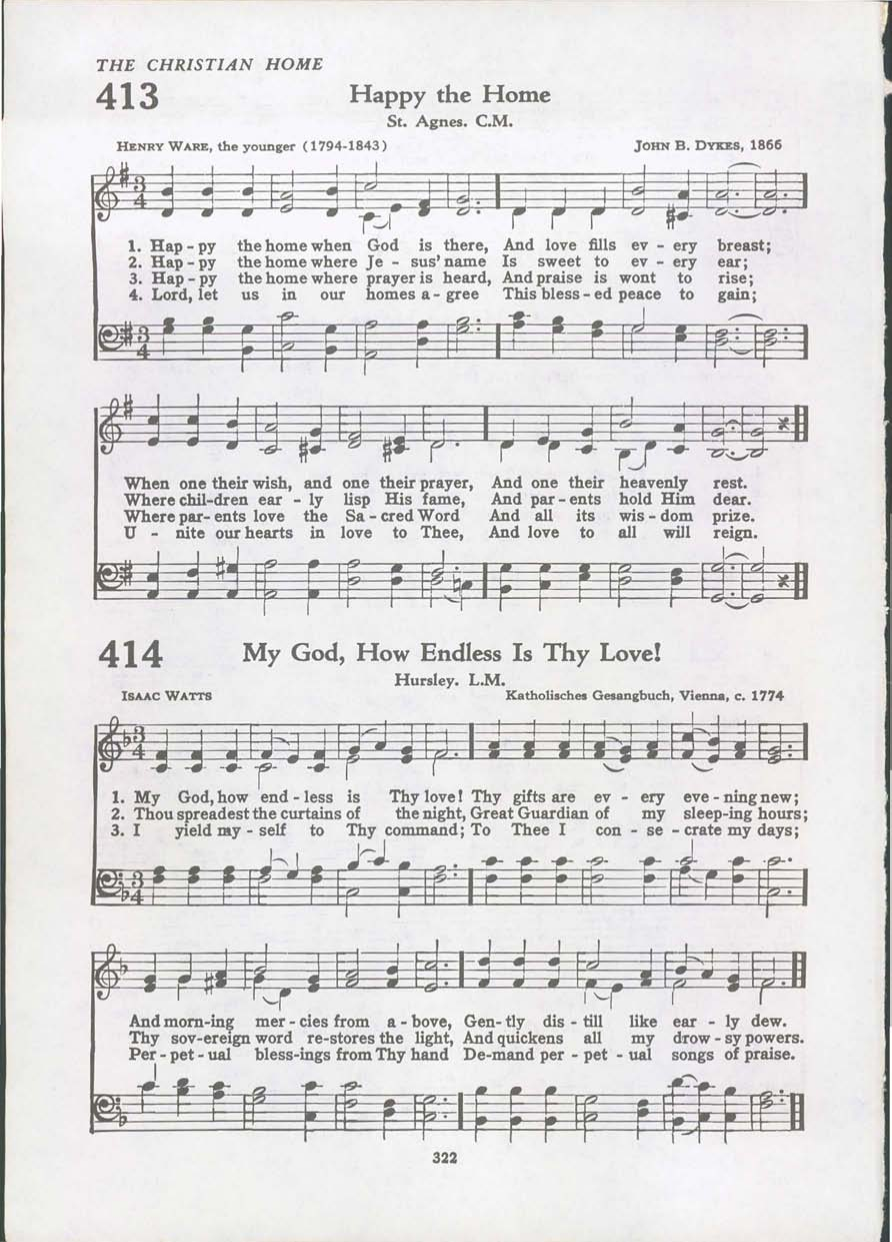 THE CHRISTIAN HOME
413 Happy the Home
St. Agnes. C.M.
HENRY WARE, the younger (1794-1843) JOHN B. DYKES, 1866
1. Hap - py the home when God is there, And love fills ev - ery breast;
2. Hap - py the home where Je - sus' name Is sweet to ev - ery ear;
3. Hap - py the home where prayer is heard, And praise is wont to rise;
4. Lord, let us in our homes a - gree This bless - ed peace to gain;
When one their wish, and one their prayer, And one their heavenly rest.
Where chil-dren ear - ly lisp His fame, And par - ents hold Him dear.
Where par - ents love the Sa - cred Word And all its wis - dom prize.
U - nite our hearts in love to Thee, And love to all will reign.
414 My God, How Endless Is Thy Love!
Hursley. L.M.
ISAAC WATTS Katholisches Gesangbuch, Vienna, c. 1774
1. My God, how end - less is Thy love! Thy gifts are ev - ery eve - ning new;
2. Thou spreadest the curtains of the night, Great Guardian of my sleep-ing hours;
3. I yield my - self to Thy command; To Thee I con - se - crate my days;
And morn-ing mer - cies from a - bove, Gen - tly dis - till like ear - ly dew.
Thy sov-ereign word re-stores the light, And quickens all my drow - sy powers.
Per - pet - ual bless-ings from Thy hand De-mand per - pet - ual songs of praise.
322